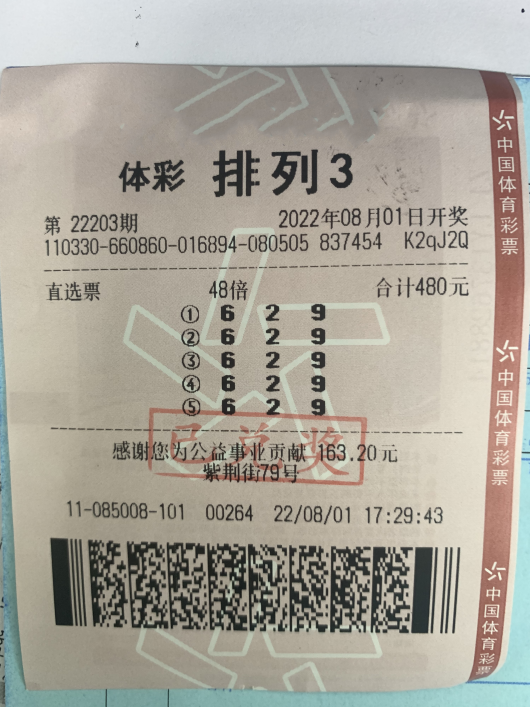 体彩 排列3
第 22203期 2022年08月01日开奖
110330-660860-016894-080505 837454 K2qJ2Q
直选票 48倍 合计480元
① 6 2 9
② 6 2 9
③ 6 2 9
④ 6 2 9
⑤ 6 2 9
已兑奖
感谢您为公益事业贡献 163.20元
紫荆街79号
11-085008-101 00264 22/08/01 17:29:43
中国体育彩票
中国体育彩票
中国体育彩票